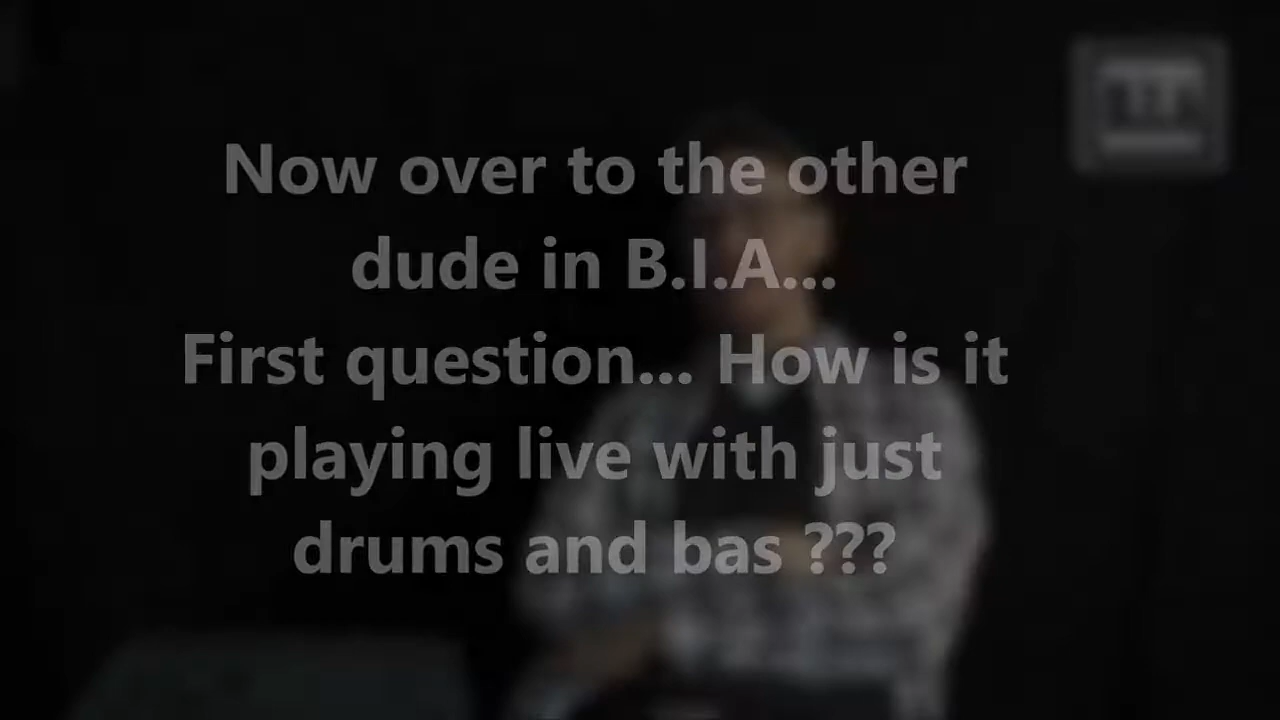 Now over to the other
dude in B.I.A...
First question... How is it
playing live with just
drums and bas ???